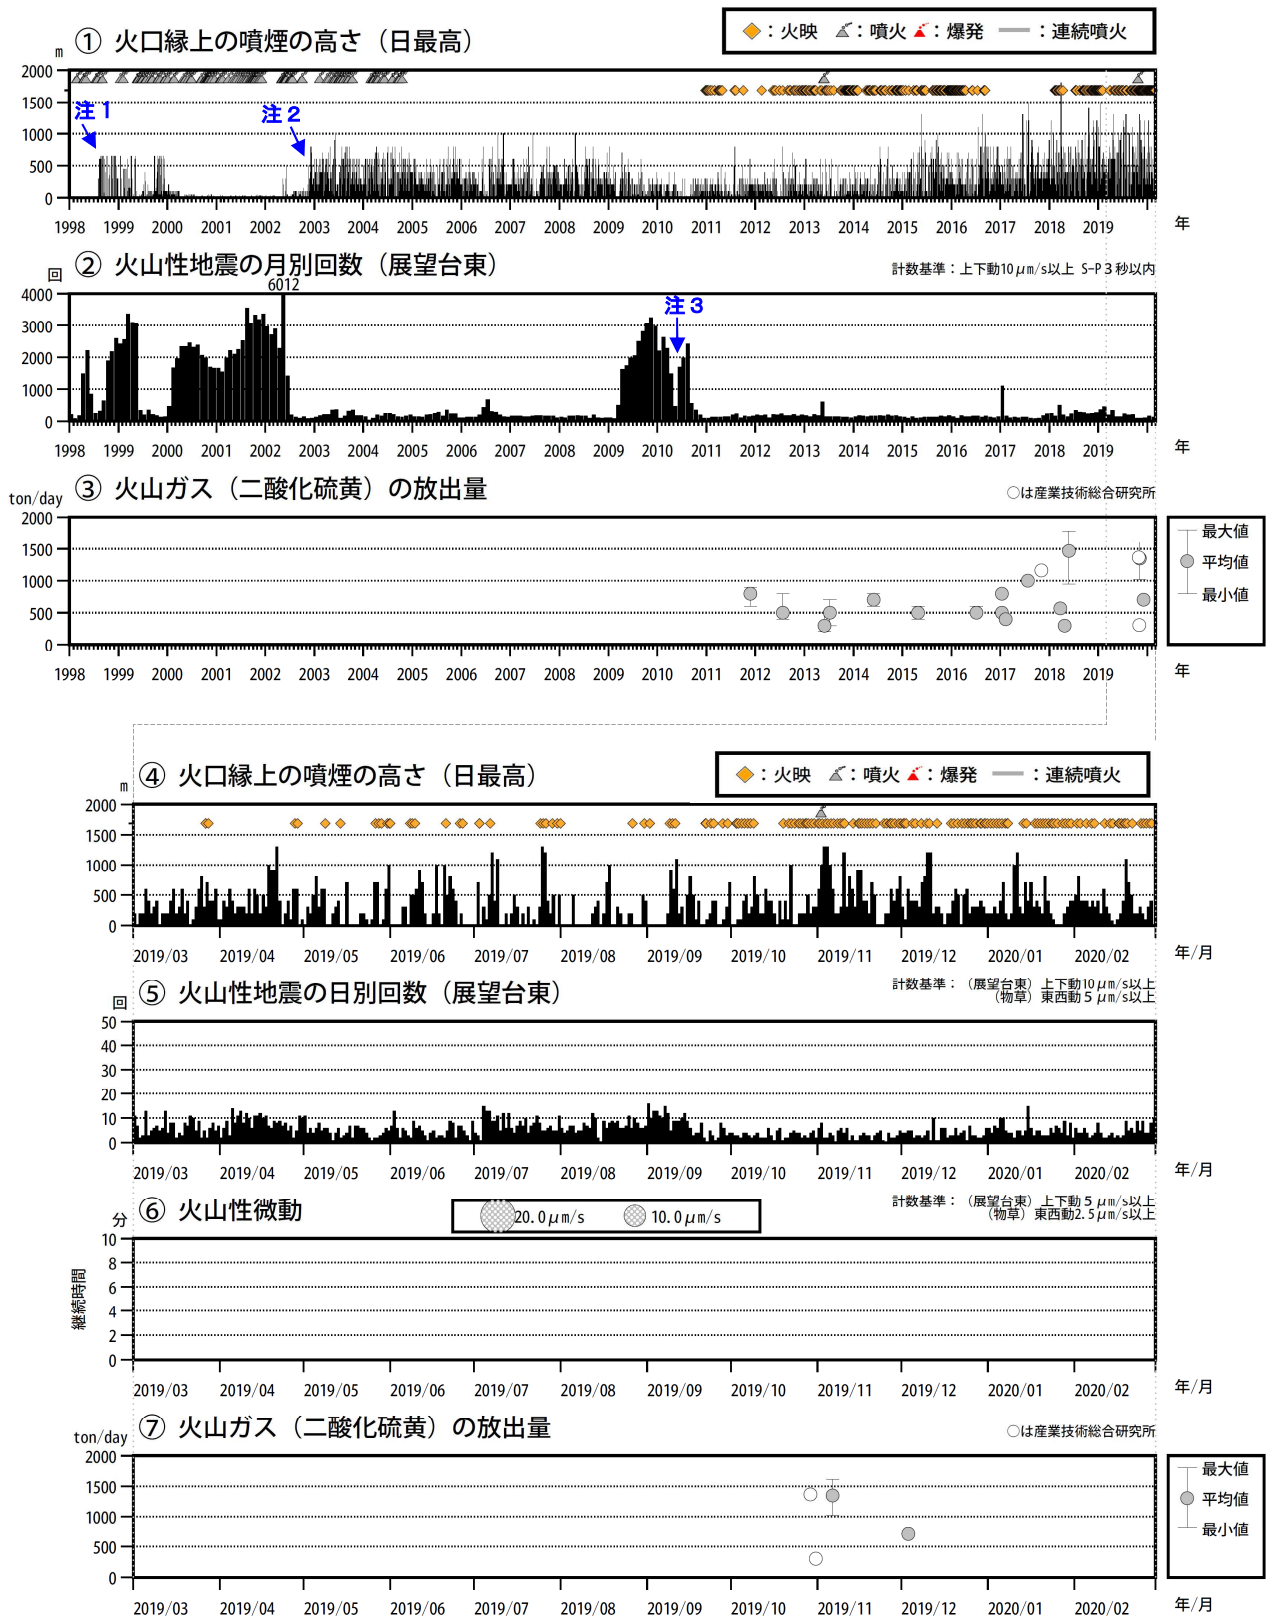 ① 火口縁上の噴煙の高さ（日最高）
：火映 ：噴火 ：爆発 ：連続噴火
m
2000
1500
1000
500
0
注１
注２
1998 1999 2000 2001 2002 2003 2004 2005 2006 2007 2008 2009 2010 2011 2012 2013 2014 2015 2016 2017 2018 2019
年
② 火山性地震の月別回数（展望台東）
計数基準：上下動10μm/s以上 S-P３秒以内
回
6012
4000
3000
2000
1000
0
注３
1998 1999 2000 2001 2002 2003 2004 2005 2006 2007 2008 2009 2010 2011 2012 2013 2014 2015 2016 2017 2018 2019
年
③ 火山ガス（二酸化硫黄）の放出量
○は産業技術総合研究所
ton/day
2000
1500
1000
500
0
最大値
平均値
最小値
1998 1999 2000 2001 2002 2003 2004 2005 2006 2007 2008 2009 2010 2011 2012 2013 2014 2015 2016 2017 2018 2019
年
④ 火口縁上の噴煙の高さ（日最高）
：火映 ：噴火 ：爆発 ：連続噴火
m
2000
1500
1000
500
0
2019/03 2019/04 2019/05 2019/06 2019/07 2019/08 2019/09 2019/10 2019/11 2019/12 2020/01 2020/02
年/月
⑤ 火山性地震の日別回数（展望台東）
計数基準：（展望台東）上下動10μm/s以上
（物草）東西動５μm/s以上
回
50
40
30
20
10
0
2019/03 2019/04 2019/05 2019/06 2019/07 2019/08 2019/09 2019/10 2019/11 2019/12 2020/01 2020/02
年/月
⑥ 火山性微動
20.0μm/s 10.0μm/s
計数基準：（展望台東）上下動５μm/s以上
（物草）東西動2.5μm/s以上
分
継続時間
10
8
6
4
2
0
2019/03 2019/04 2019/05 2019/06 2019/07 2019/08 2019/09 2019/10 2019/11 2019/12 2020/01 2020/02
年/月
⑦ 火山ガス（二酸化硫黄）の放出量
○は産業技術総合研究所
ton/day
2000
1500
1000
500
0
最大値
平均値
最小値
2019/03 2019/04 2019/05 2019/06 2019/07 2019/08 2019/09 2019/10 2019/11 2019/12 2020/01 2020/02
年/月